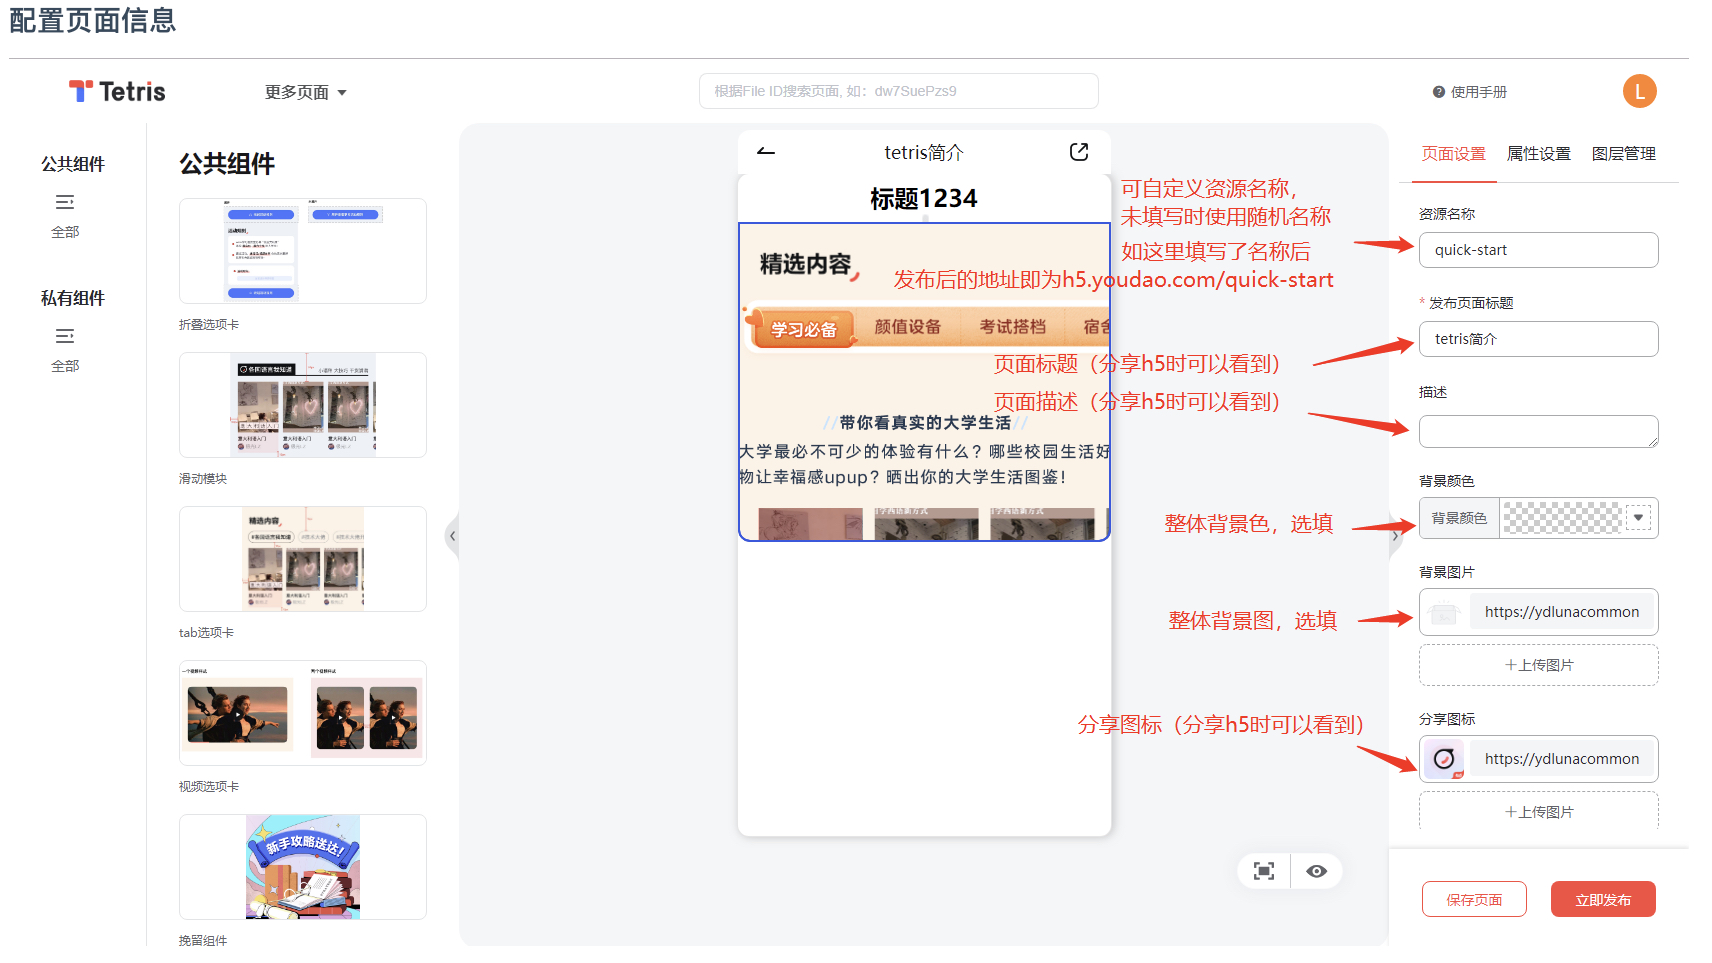 配置页面信息
Tetris
更多页面
根据File ID搜索页面, 如：dw7SuePzs9
使用手册
L
公共组件
全部
私有组件
全部
公共组件
折叠选项卡
滑动模块
精选内容
tab选项卡
视频选项卡
新手攻略送达!
挽留组件
tetris简介
标题1234
精选内容
学习必备
颜值设备
考试搭档
宿舍
//带你看真实的大学生活//
大学最必不可少的体验有什么？哪些校园生活好
物让幸福感upup？晒出你的大学生活图鉴！
可自定义资源名称，
未填写时使用随机名称
如这里填写了名称后
发布后的地址即为h5.youdao.com/quick-start
页面标题（分享h5时可以看到）
页面描述（分享h5时可以看到）
整体背景色，选填
整体背景图，选填
分享图标（分享h5时可以看到）
页面设置
属性设置
图层管理
资源名称
quick-start
* 发布页面标题
tetris简介
描述
背景颜色
背景颜色
背景图片
https://ydlunacommon
+上传图片
分享图标
https://ydlunacommon
+上传图片
保存页面
立即发布